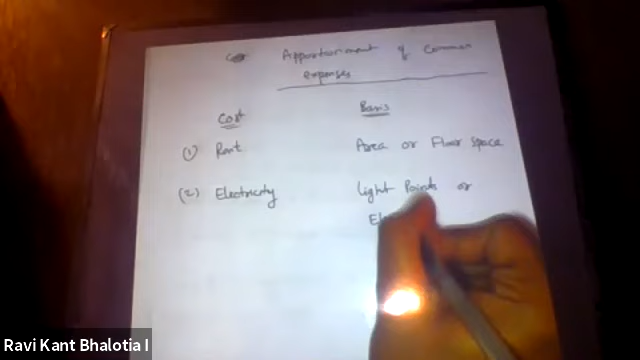 Apportionment of Common
expenses
Cost Basis
(1) Rent Area or Floor Space
(2) Electricity Light Points or
Ravi Kant Bhalotia I